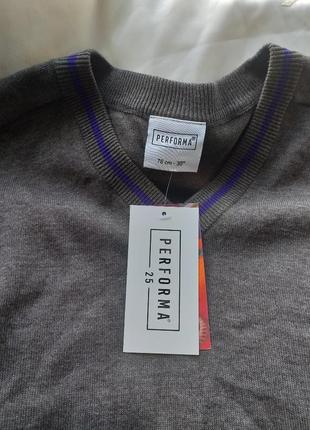 PERFORMA®
76 cm - 30"
PERFORMA®
25